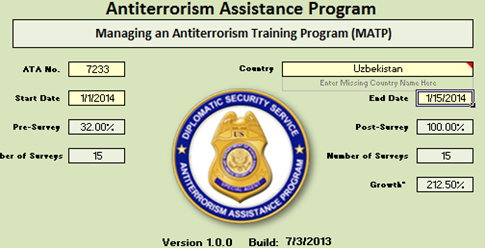 Antiterrorism Assistance Program
Managing an Antiterrorism Training Program (MATP)
ATA No. 7233 Country Uzbekistan
Enter Missing Country Name Here
Start Date 1/1/2014 End Date 1/15/2014
Pre-Survey 32.00% Post-Survey 100.00%
ber of Surveys 15 Number of Surveys 15
Growth* 212.50%
DIPLOMATIC SECURITY SERVICE
US
SPECIAL AGENT
ANTITERRORISM ASSISTANCE PROGRAM
Version 1.0.0 Build: 7/3/2013